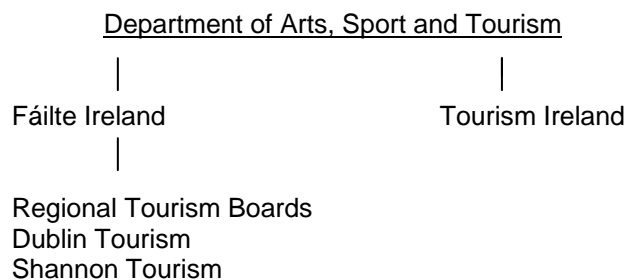 Department of Arts, Sport and Tourism
Fáilte Ireland Tourism Ireland
Regional Tourism Boards
Dublin Tourism
Shannon Tourism